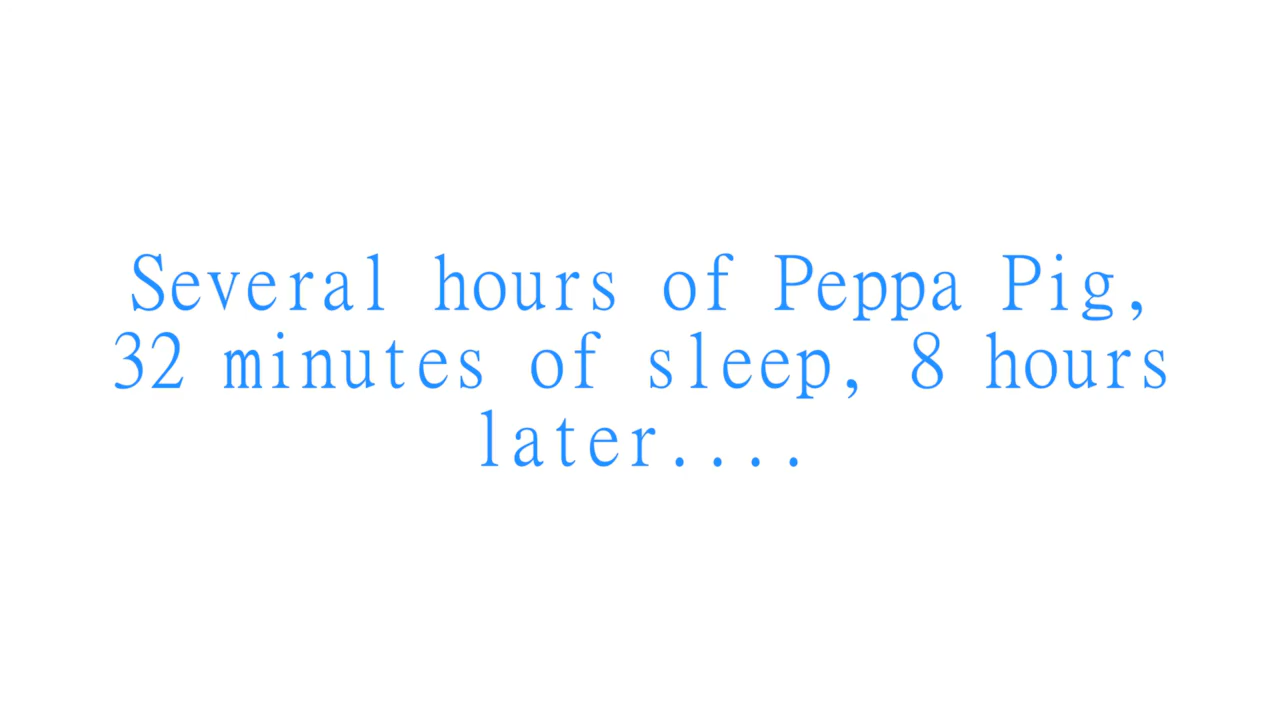 Several hours of Peppa Pig,
32 minutes of sleep, 8 hours
later....